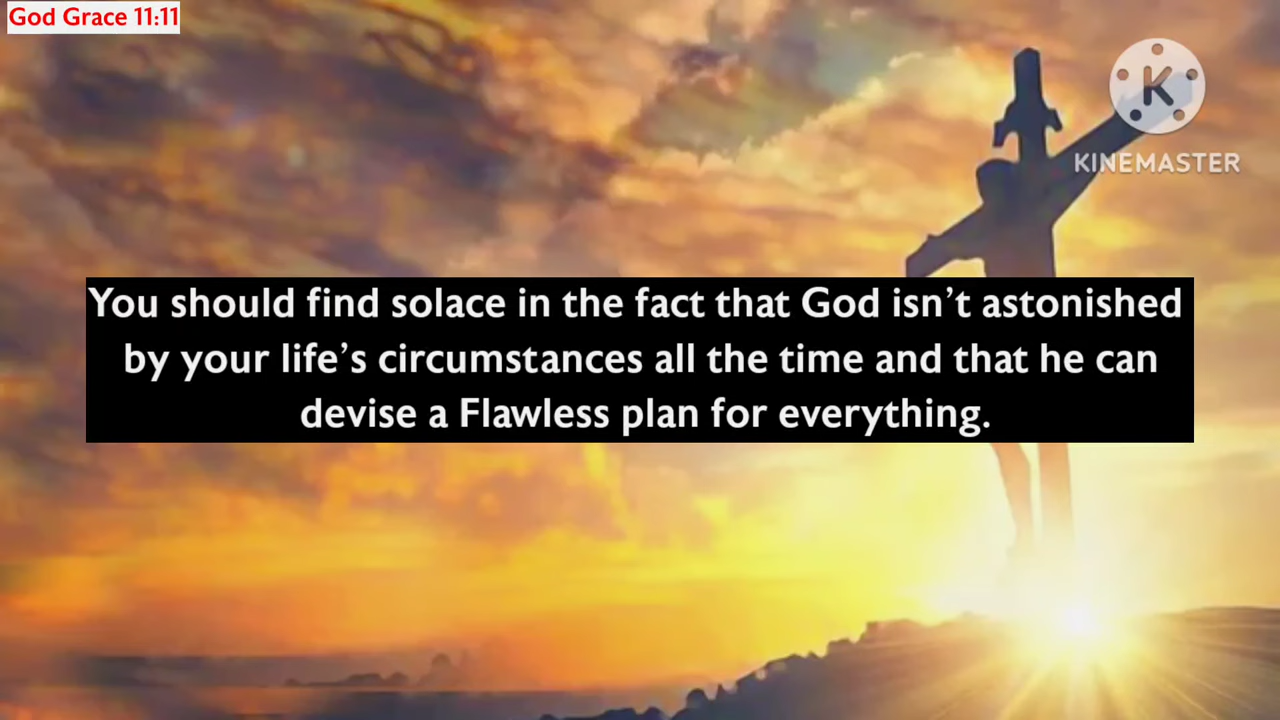 God Grace 11:11
K
KINEMASTER
You should find solace in the fact that God isn’t astonished
by your life’s circumstances all the time and that he can
devise a Flawless plan for everything.